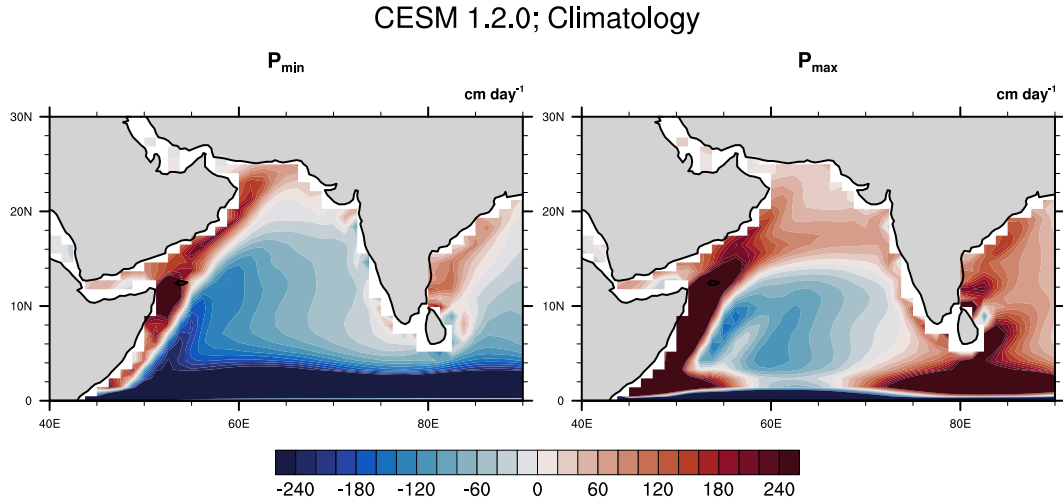 CESM 1.2.0; Climatology
Pmin
Pmax
cm day-1
cm day-1
30N
20N
10N
0
40E
60E
80E
30N
20N
10N
0
40E
60E
80E
-240
-180
-120
-60
0
60
120
180
240